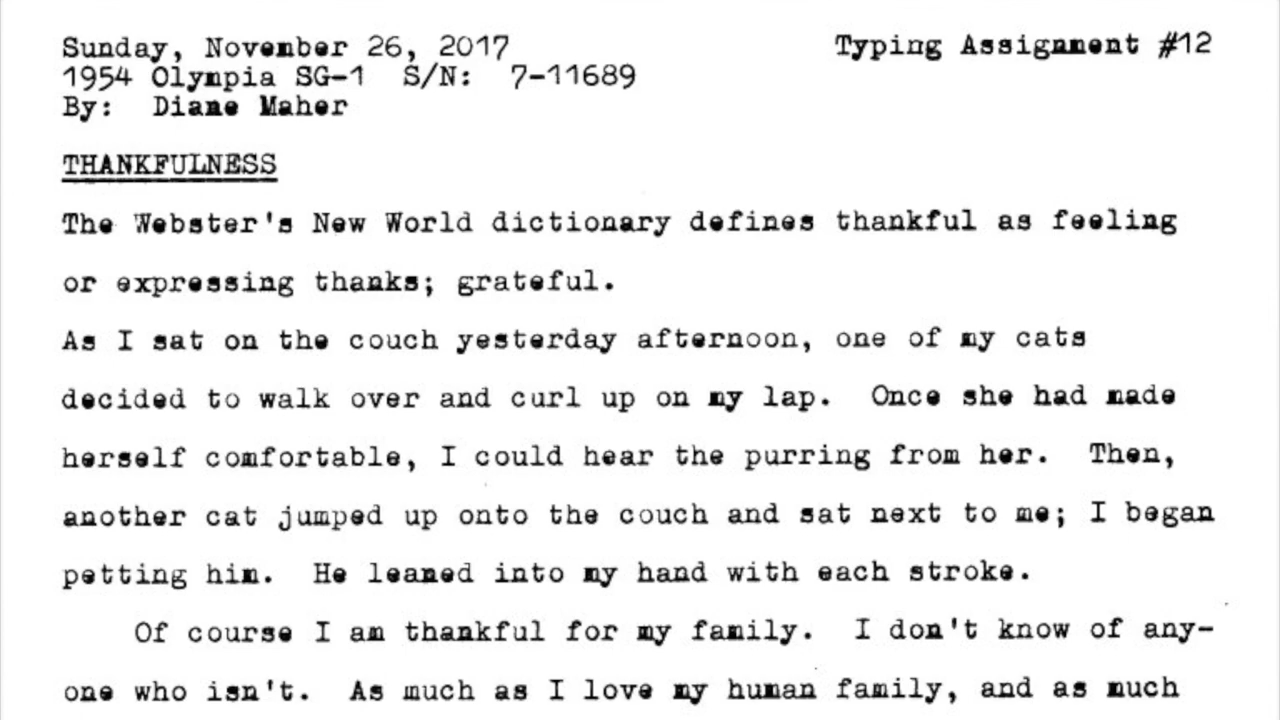 Sunday, November 26, 2017 Typing Assignment #12
1954 Olympia SG-1 S/N: 7-11689
By: Diane Maher
THANKFULNESS
The Webster's New World dictionary defines thankful as feeling
or expressing thanks; grateful.
As I sat on the couch yesterday afternoon, one of my cats
decided to walk over and curl up on my lap. Once she had made
herself comfortable, I could hear the purring from her. Then,
another cat jumped up onto the couch and sat next to me; I began
petting him. He leaned into my hand with each stroke.
Of course I am thankful for my family. I don't know of any-
one who isn't. As much as I love my human family, and as much